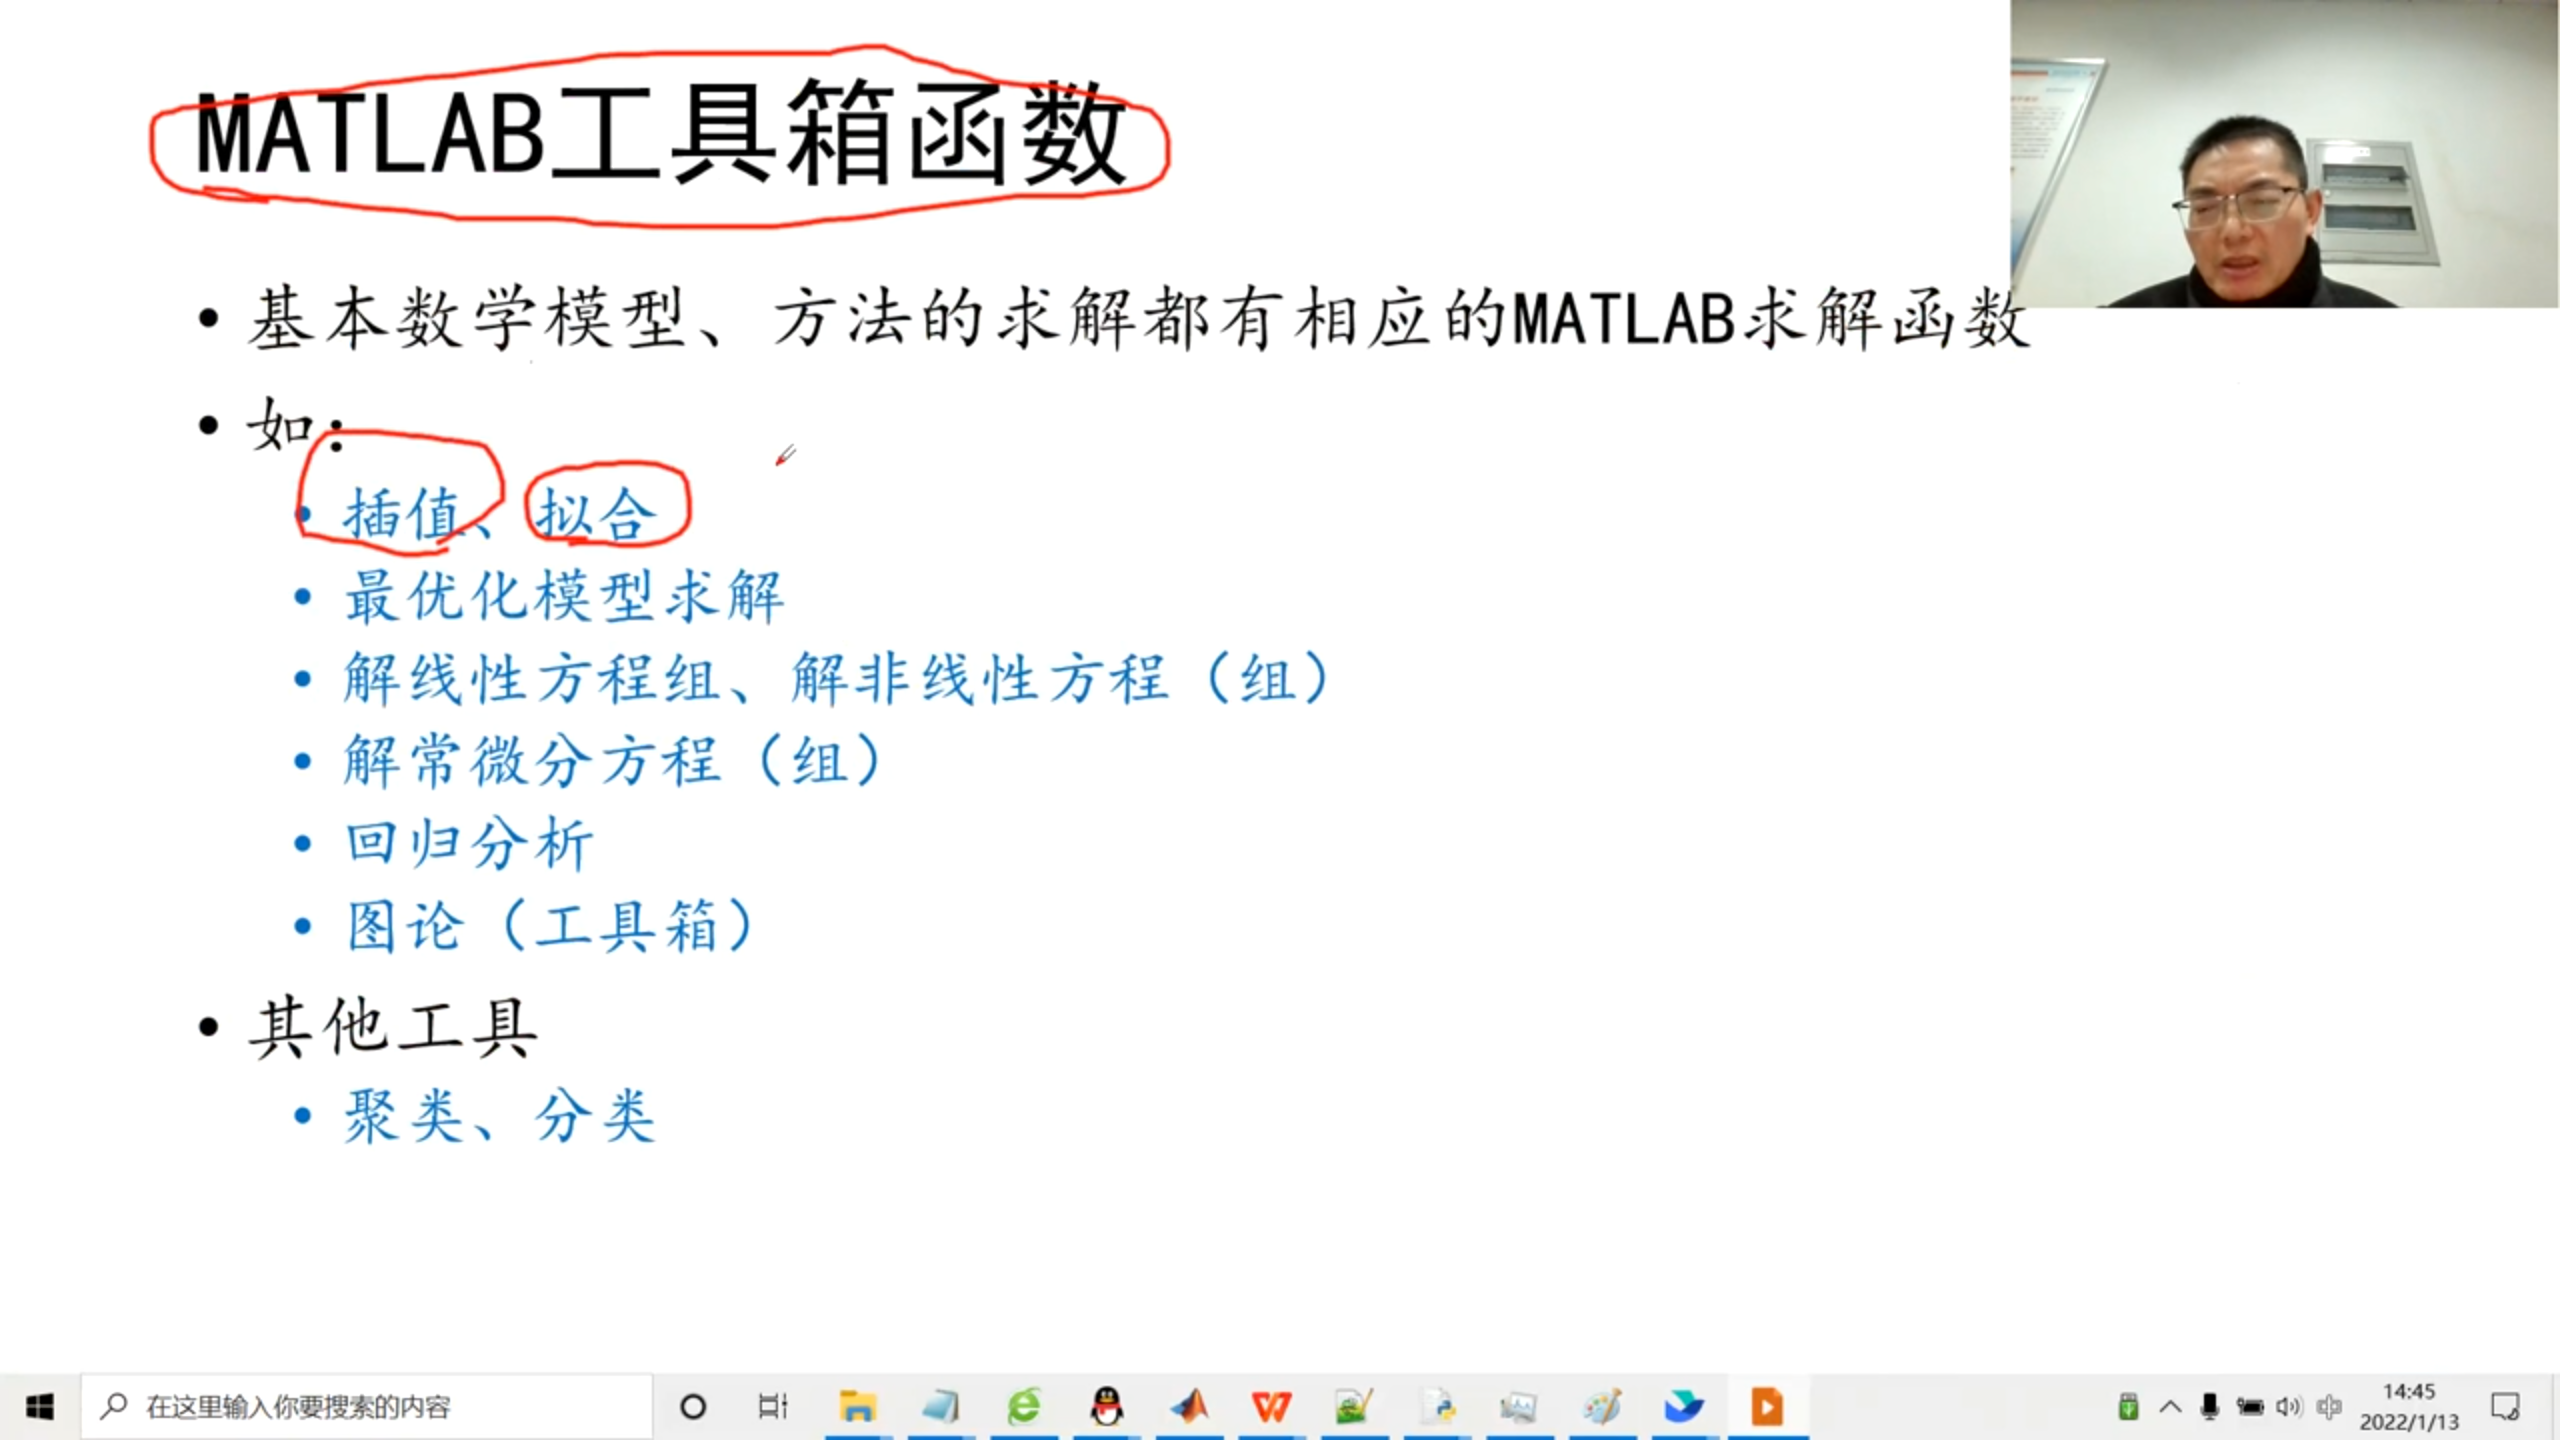 MATLAB工具箱函数
• 基本数学模型、方法的求解都有相应的MATLAB求解函数
• 如：
• 插值、拟合
• 最优化模型求解
• 解线性方程组、解非线性方程（组）
• 解常微分方程（组）
• 回归分析
• 图论（工具箱）
• 其他工具
• 聚类、分类
在这里输入你要搜索的内容
中
14:45
2022/1/13